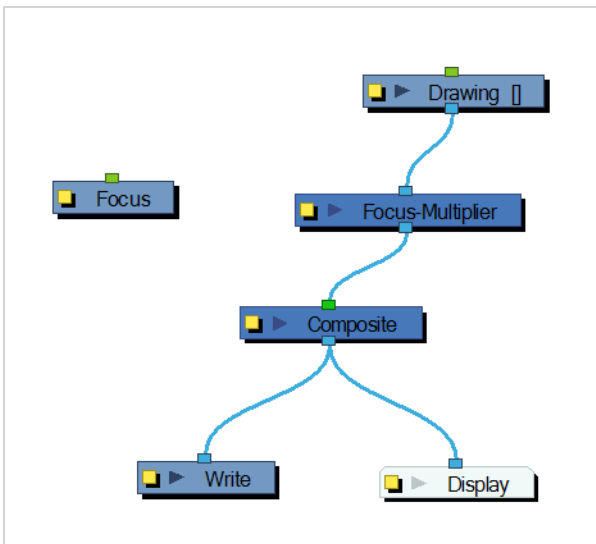 Drawing []
Focus
Focus-Multiplier
Composite
Write
Display